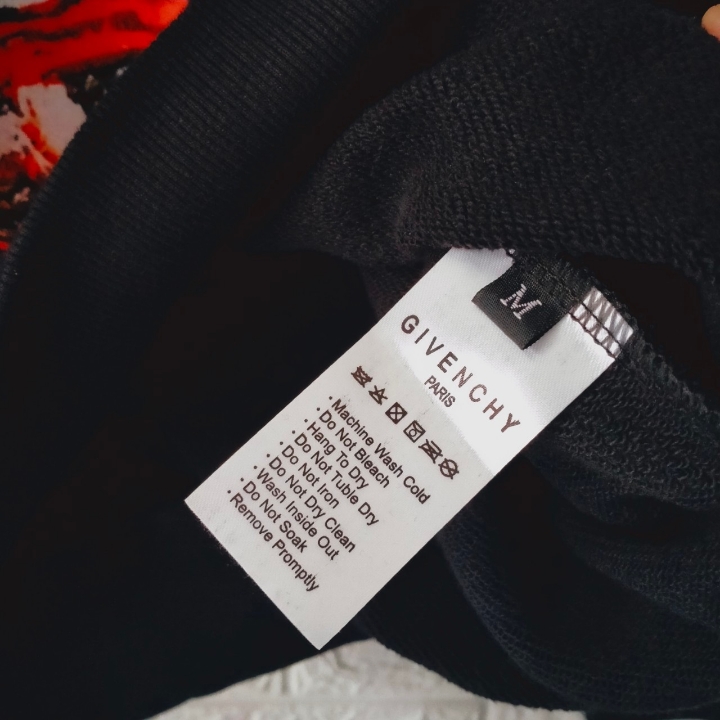 M
GIVENCHY
PARIS
· Machine Wash Cold
· Do Not Bleach
· Hang To Dry
· Do Not Tuble Dry
· Do Not Iron
· Do Not Dry Clean
· Wash Inside Out
· Do Not Soak
· Remove Promptly